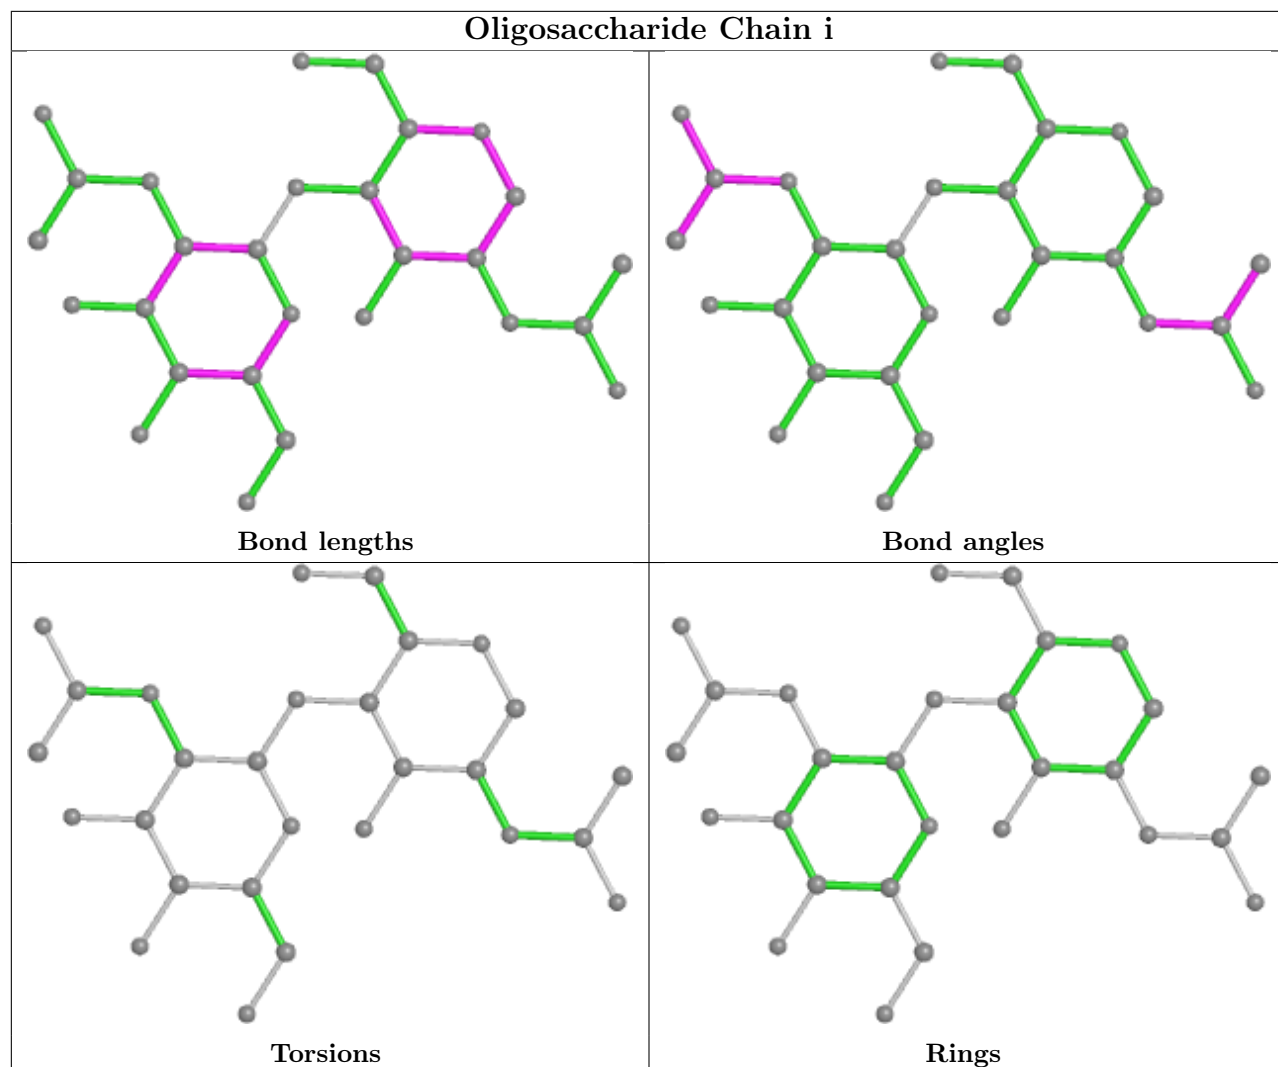 Oligosaccharide Chain i
Bond lengths
Bond angles
Torsions
Rings